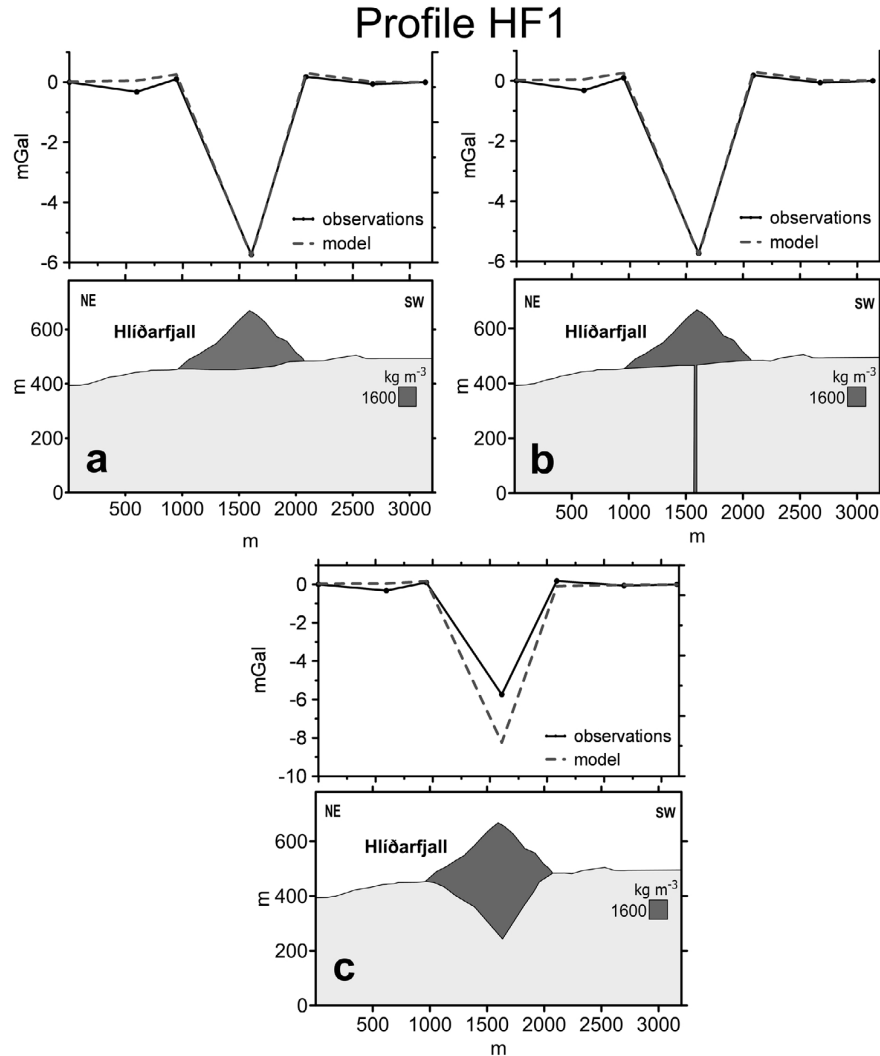 Profile HF1
0
-2
-4
-6
mGal
observations
model
NE
SW
Hlíðarfjall
600
400
200
0
m
kg m-3
1600
a
500 1000 1500 2000 2500 3000
m
0
-2
-4
-6
mGal
observations
model
NE
SW
Hlíðarfjall
600
400
200
0
m
kg m-3
1600
b
500 1000 1500 2000 2500 3000
m
0
-2
-4
-6
-8
-10
mGal
observations
model
NE
SW
Hlíðarfjall
600
400
200
0
m
kg m-3
1600
c
500 1000 1500 2000 2500 3000
m